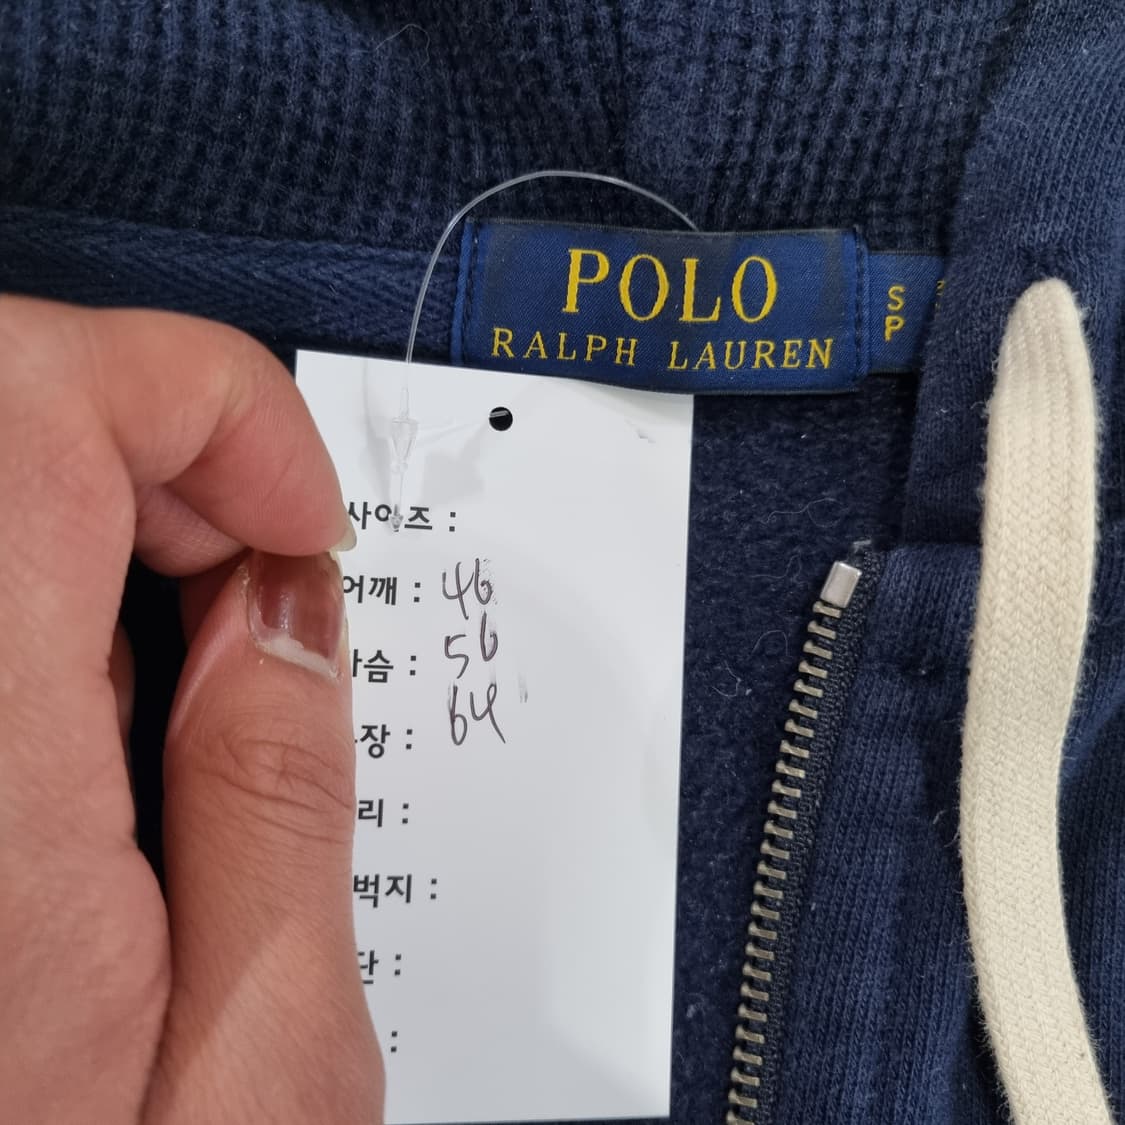 POLO
RALPH LAUREN
S
P
사이즈 :
어깨 : 46
슴 : 56
장 : 64
리 :
벅지 :
단 :
: